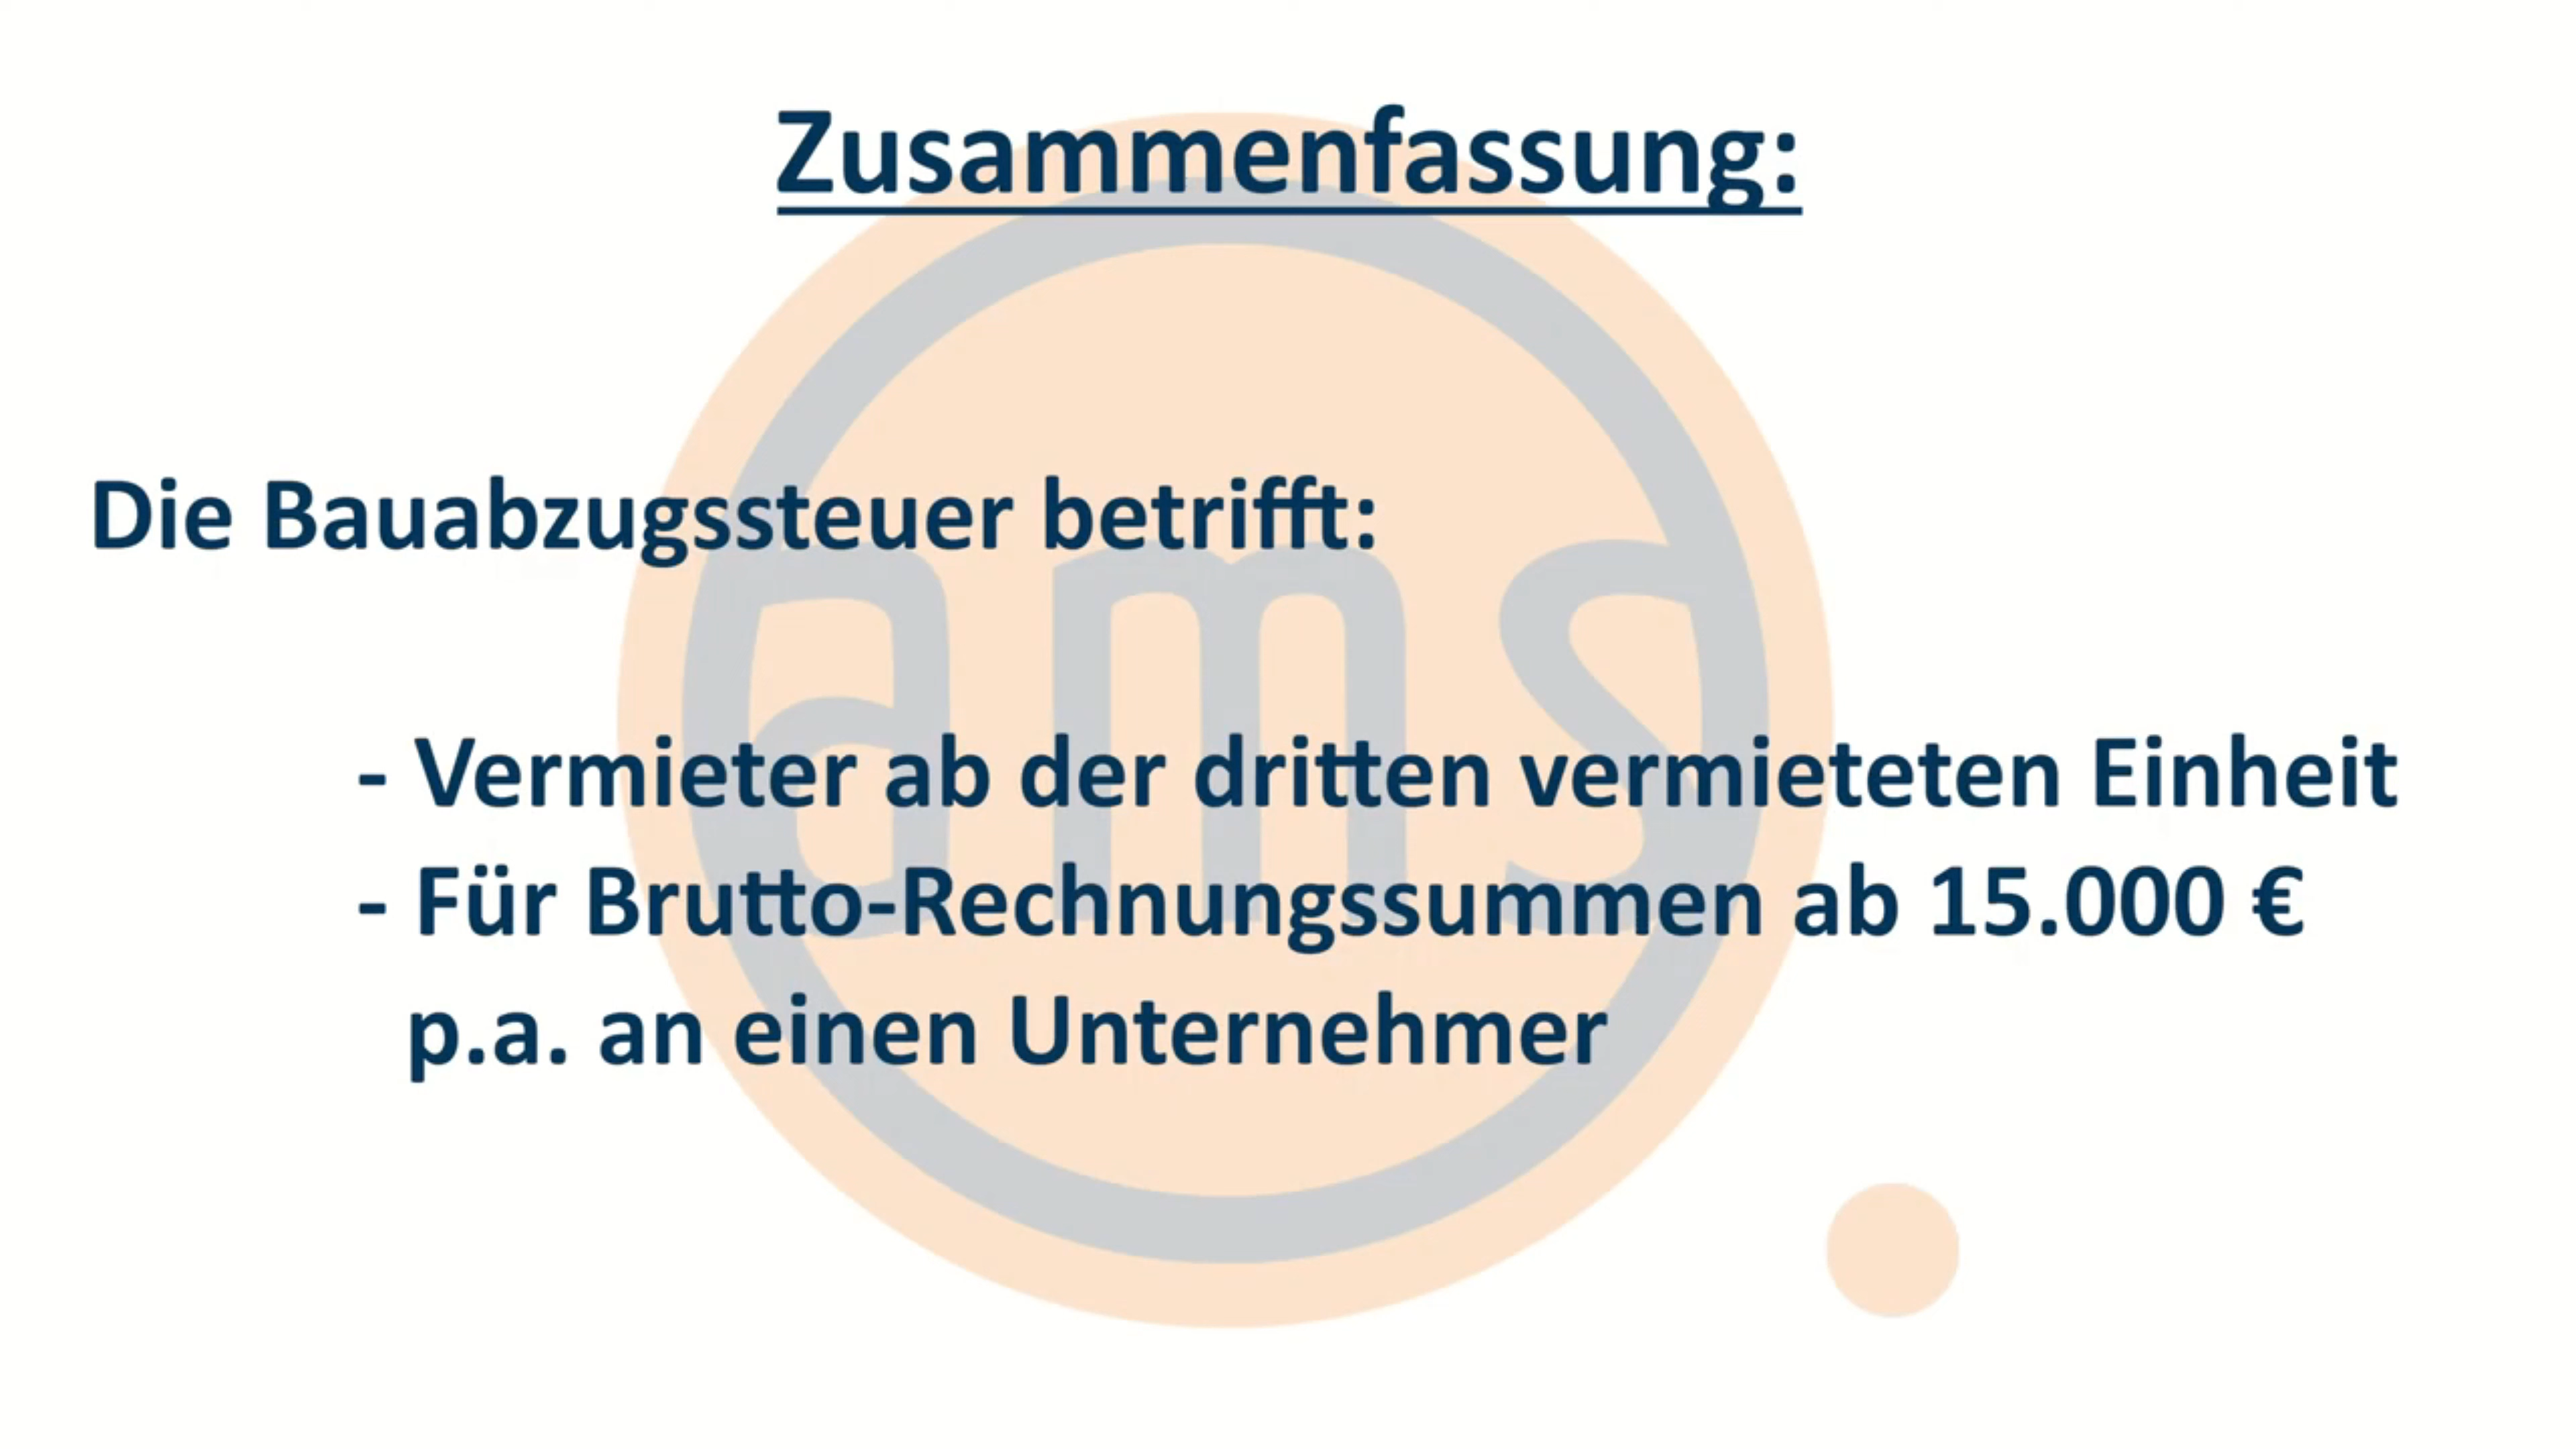 Zusammenfassung:
Die Bauabzugssteuer betrifft:
- Vermieter ab der dritten vermieteten Einheit
- Für Brutto-Rechnungssummen ab 15.000 €
p.a. an einen Unternehmer
ams